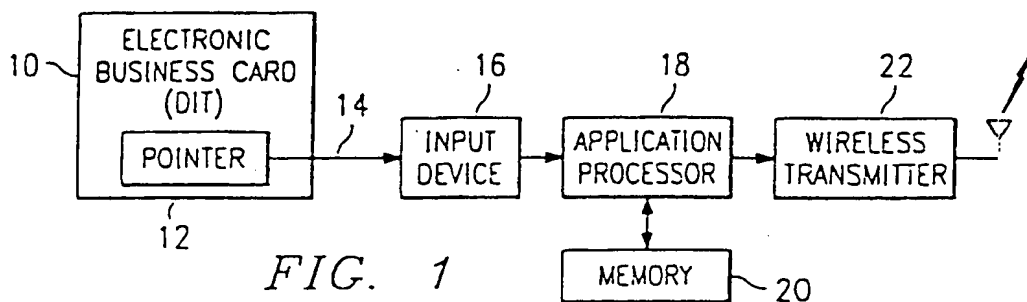 10
ELECTRONIC
BUSINESS CARD
(DIT)
POINTER
12
14
16
INPUT
DEVICE
18
APPLICATION
PROCESSOR
22
WIRELESS
TRANSMITTER
MEMORY
20
FIG. 1